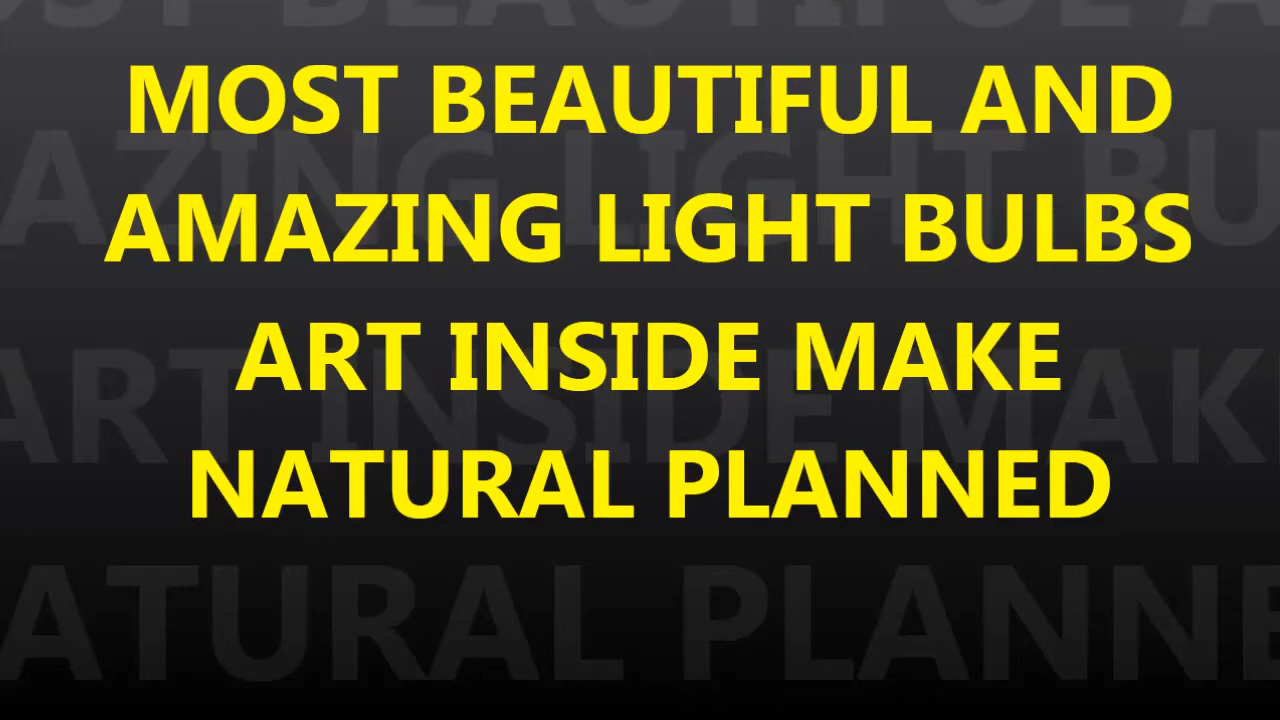 MOST BEAUTIFUL AND
AMAZING LIGHT BULBS
ART INSIDE MAKE
NATURAL PLANNED